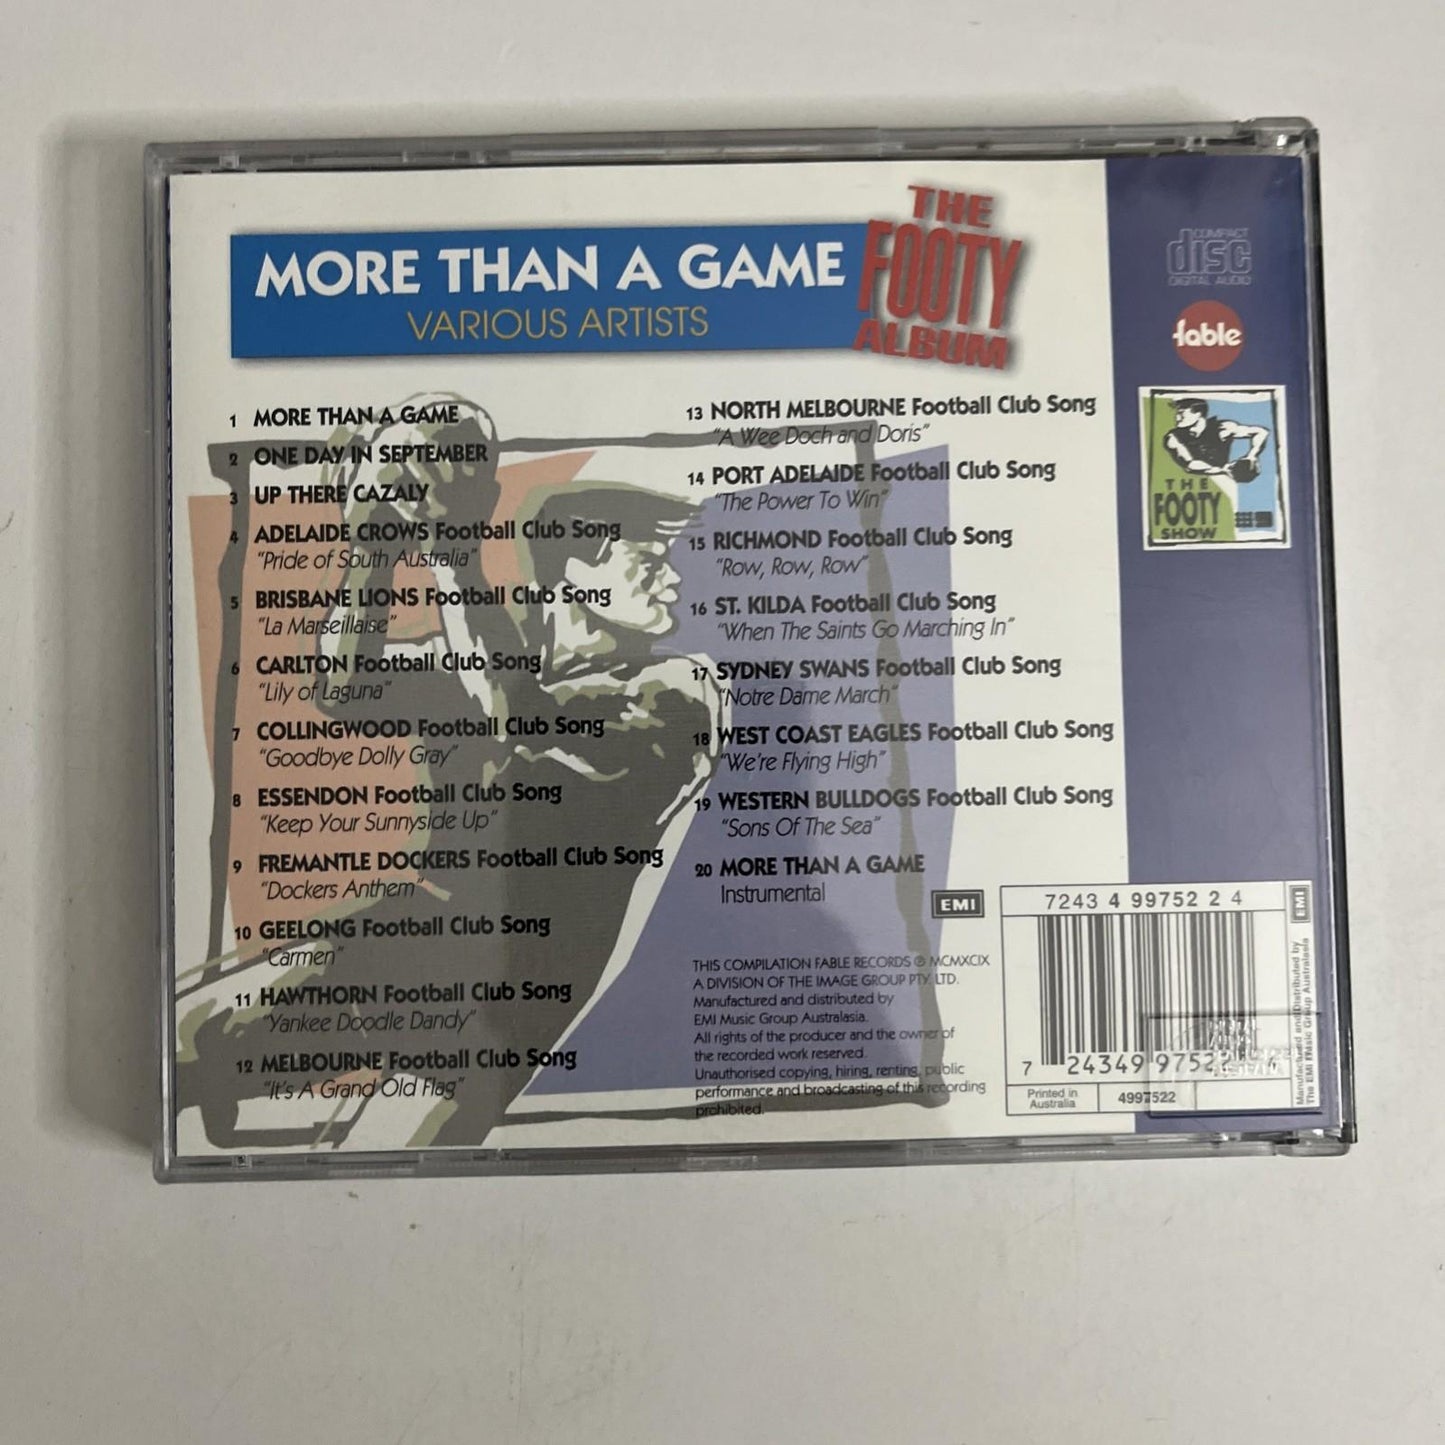 MORE THAN A GAME
VARIOUS ARTISTS
THE
FOOTY
ALBUM
1 MORE THAN A GAME
2 ONE DAY IN SEPTEMBER
3 UP THERE CAZALY
4 ADELAIDE CROWS Football Club Song
"Pride of South Australia"
5 BRISBANE LIONS Football Club Song
"La Marseillaise"
6 CARLTON Football Club Song
"Lily of Laguna"
7 COLLINGWOOD Football Club Song
"Goodbye Dolly Gray"
8 ESSENDON Football Club Song
"Keep Your Sunnyside Up"
9 FREMANTLE DOCKERS Football Club Song
"Dockers Anthem"
10 GEELONG Football Club Song
"Carmen"
11 HAWTHORN Football Club Song
"Yankee Doodle Dandy"
12 MELBOURNE Football Club Song
"It's A Grand Old Flag"
13 NORTH MELBOURNE Football Club Song
"A Wee Doch and Doris"
14 PORT ADELAIDE Football Club Song
"The Power To Win"
15 RICHMOND Football Club Song
"Row, Row, Row"
16 ST. KILDA Football Club Song
"When The Saints Go Marching In"
17 SYDNEY SWANS Football Club Song
"Notre Dame March"
18 WEST COAST EAGLES Football Club Song
"We're Flying High"
19 WESTERN BULLDOGS Football Club Song
"Sons Of The Sea"
20 MORE THAN A GAME
Instrumental
EMI
THIS COMPILATION FABLE RECORDS ℗ MCMXCIX
A DIVISION OF THE IMAGE GROUP PTY. LTD.
Manufactured and distributed by
EMI Music Group Australasia.
All rights of the producer and the owner of
the recorded work reserved.
Unauthorised copying, hiring, renting, public
performance and broadcasting of this recording
prohibited.
COMPACT
disc
DIGITAL AUDIO
fable
THE
FOOTY
SHOW
7243 4 99752 2 4
7 24349 9752
Printed in
Australia
4997522
EMI
Manufactured and Distributed by
The EMI Music Group Australasia